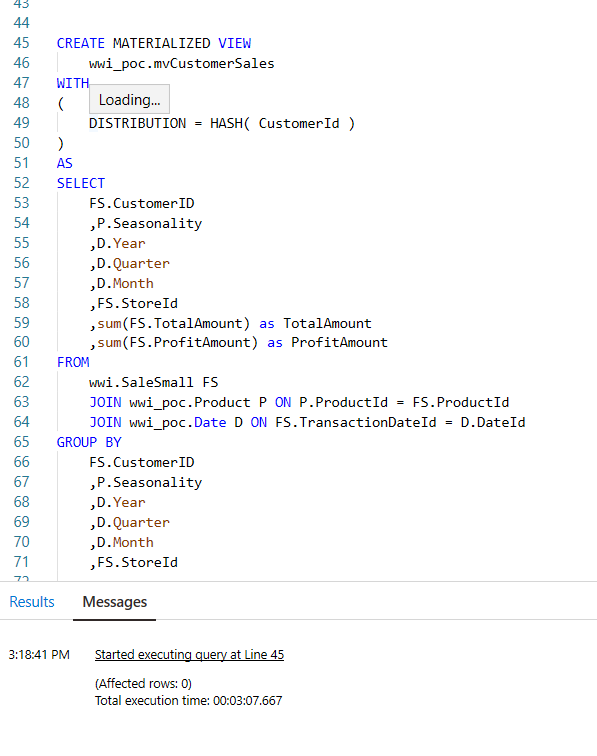 43
44
45 CREATE MATERIALIZED VIEW
46 wwi_poc.mvCustomerSales
47 WITH
Loading...
48 (
49 DISTRIBUTION = HASH( CustomerId )
50 )
51 AS
52 SELECT
53 FS.CustomerID
54 ,P.Seasonality
55 ,D.Year
56 ,D.Quarter
57 ,D.Month
58 ,FS.StoreId
59 ,sum(FS.TotalAmount) as TotalAmount
60 ,sum(FS.ProfitAmount) as ProfitAmount
61 FROM
62 wwi.SaleSmall FS
63 JOIN wwi_poc.Product P ON P.ProductId = FS.ProductId
64 JOIN wwi_poc.Date D ON FS.TransactionDateId = D.DateId
65 GROUP BY
66 FS.CustomerID
67 ,P.Seasonality
68 ,D.Year
69 ,D.Quarter
70 ,D.Month
71 ,FS.StoreId
72
Results Messages
3:18:41 PM Started executing query at Line 45
(Affected rows: 0)
Total execution time: 00:03:07.667